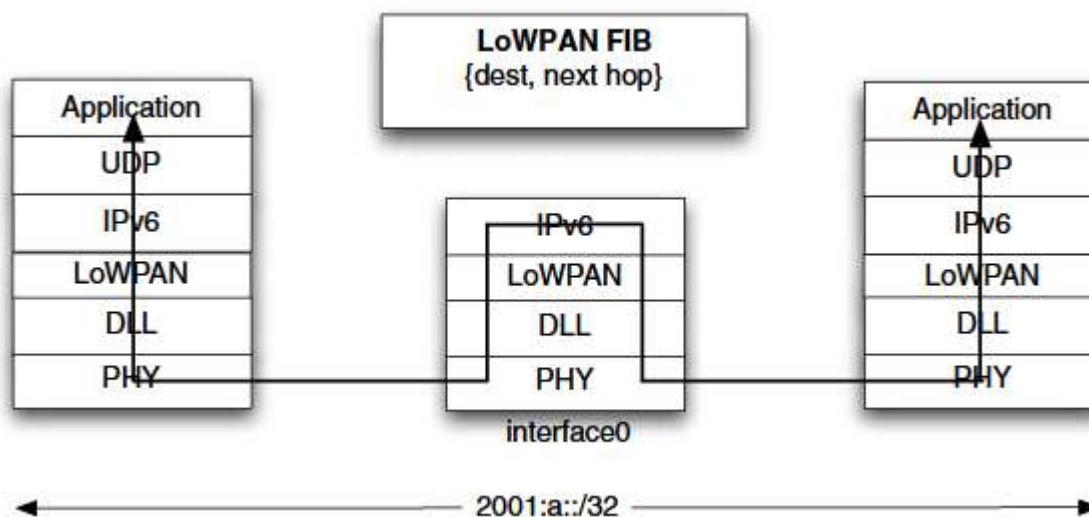 LoWPAN FIB
{dest, next hop}
Application
UDP
IPv6
LoWPAN
DLL
PHY
IPv6
LoWPAN
DLL
PHY
interface0
Application
UDP
IPv6
LoWPAN
DLL
PHY
2001:a::/32